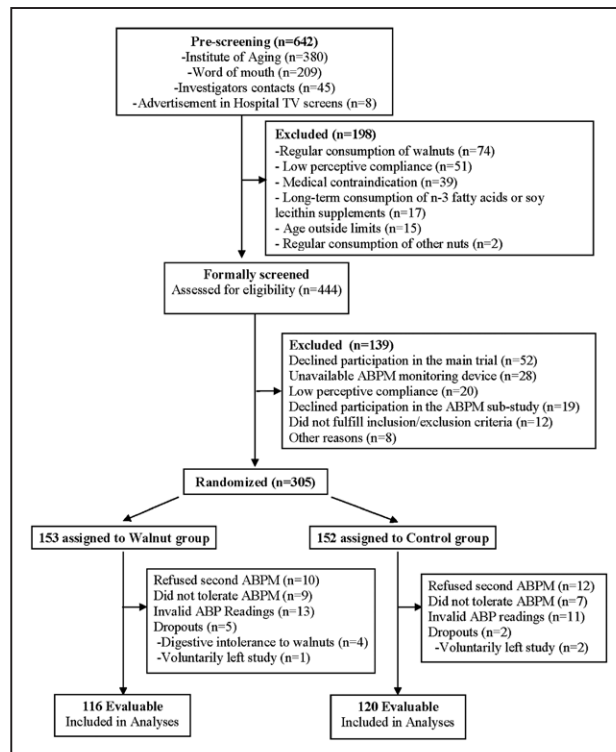 Pre-screening (n=642)
-Institute of Aging (n=380)
-Word of mouth (n=209)
-Investigators contacts (n=45)
-Advertisement in Hospital TV screens (n=8)
Excluded (n=198)
-Regular consumption of walnuts (n=74)
- Low perceptive compliance (n=51)
- Medical contraindication (n=39)
- Long-term consumption of n-3 fatty acids or soy
lecithin supplements (n=17)
- Age outside limits (n=15)
- Regular consumption of other nuts (n=2)
Formally screened
Assessed for eligibility (n=444)
Excluded (n=139)
Declined participation in the main trial (n=52)
Unavailable ABPM monitoring device (n=28)
Low perceptive compliance (n=20)
Declined participation in the ABPM sub-study (n=19)
Did not fulfill inclusion/exclusion criteria (n=12)
Other reasons (n=8)
Randomized (n=305)
153 assigned to Walnut group
152 assigned to Control group
Refused second ABPM (n=10)
Did not tolerate ABPM (n=9)
Invalid ABP Readings (n=13)
Dropouts (n=5)
-Digestive intolerance to walnuts (n=4)
-Voluntarily left study (n=1)
Refused second ABPM (n=12)
Did not tolerate ABPM (n=7)
Invalid ABP readings (n=11)
Dropouts (n=2)
-Voluntarily left study (n=2)
116 Evaluable
Included in Analyses
120 Evaluable
Included in Analyses